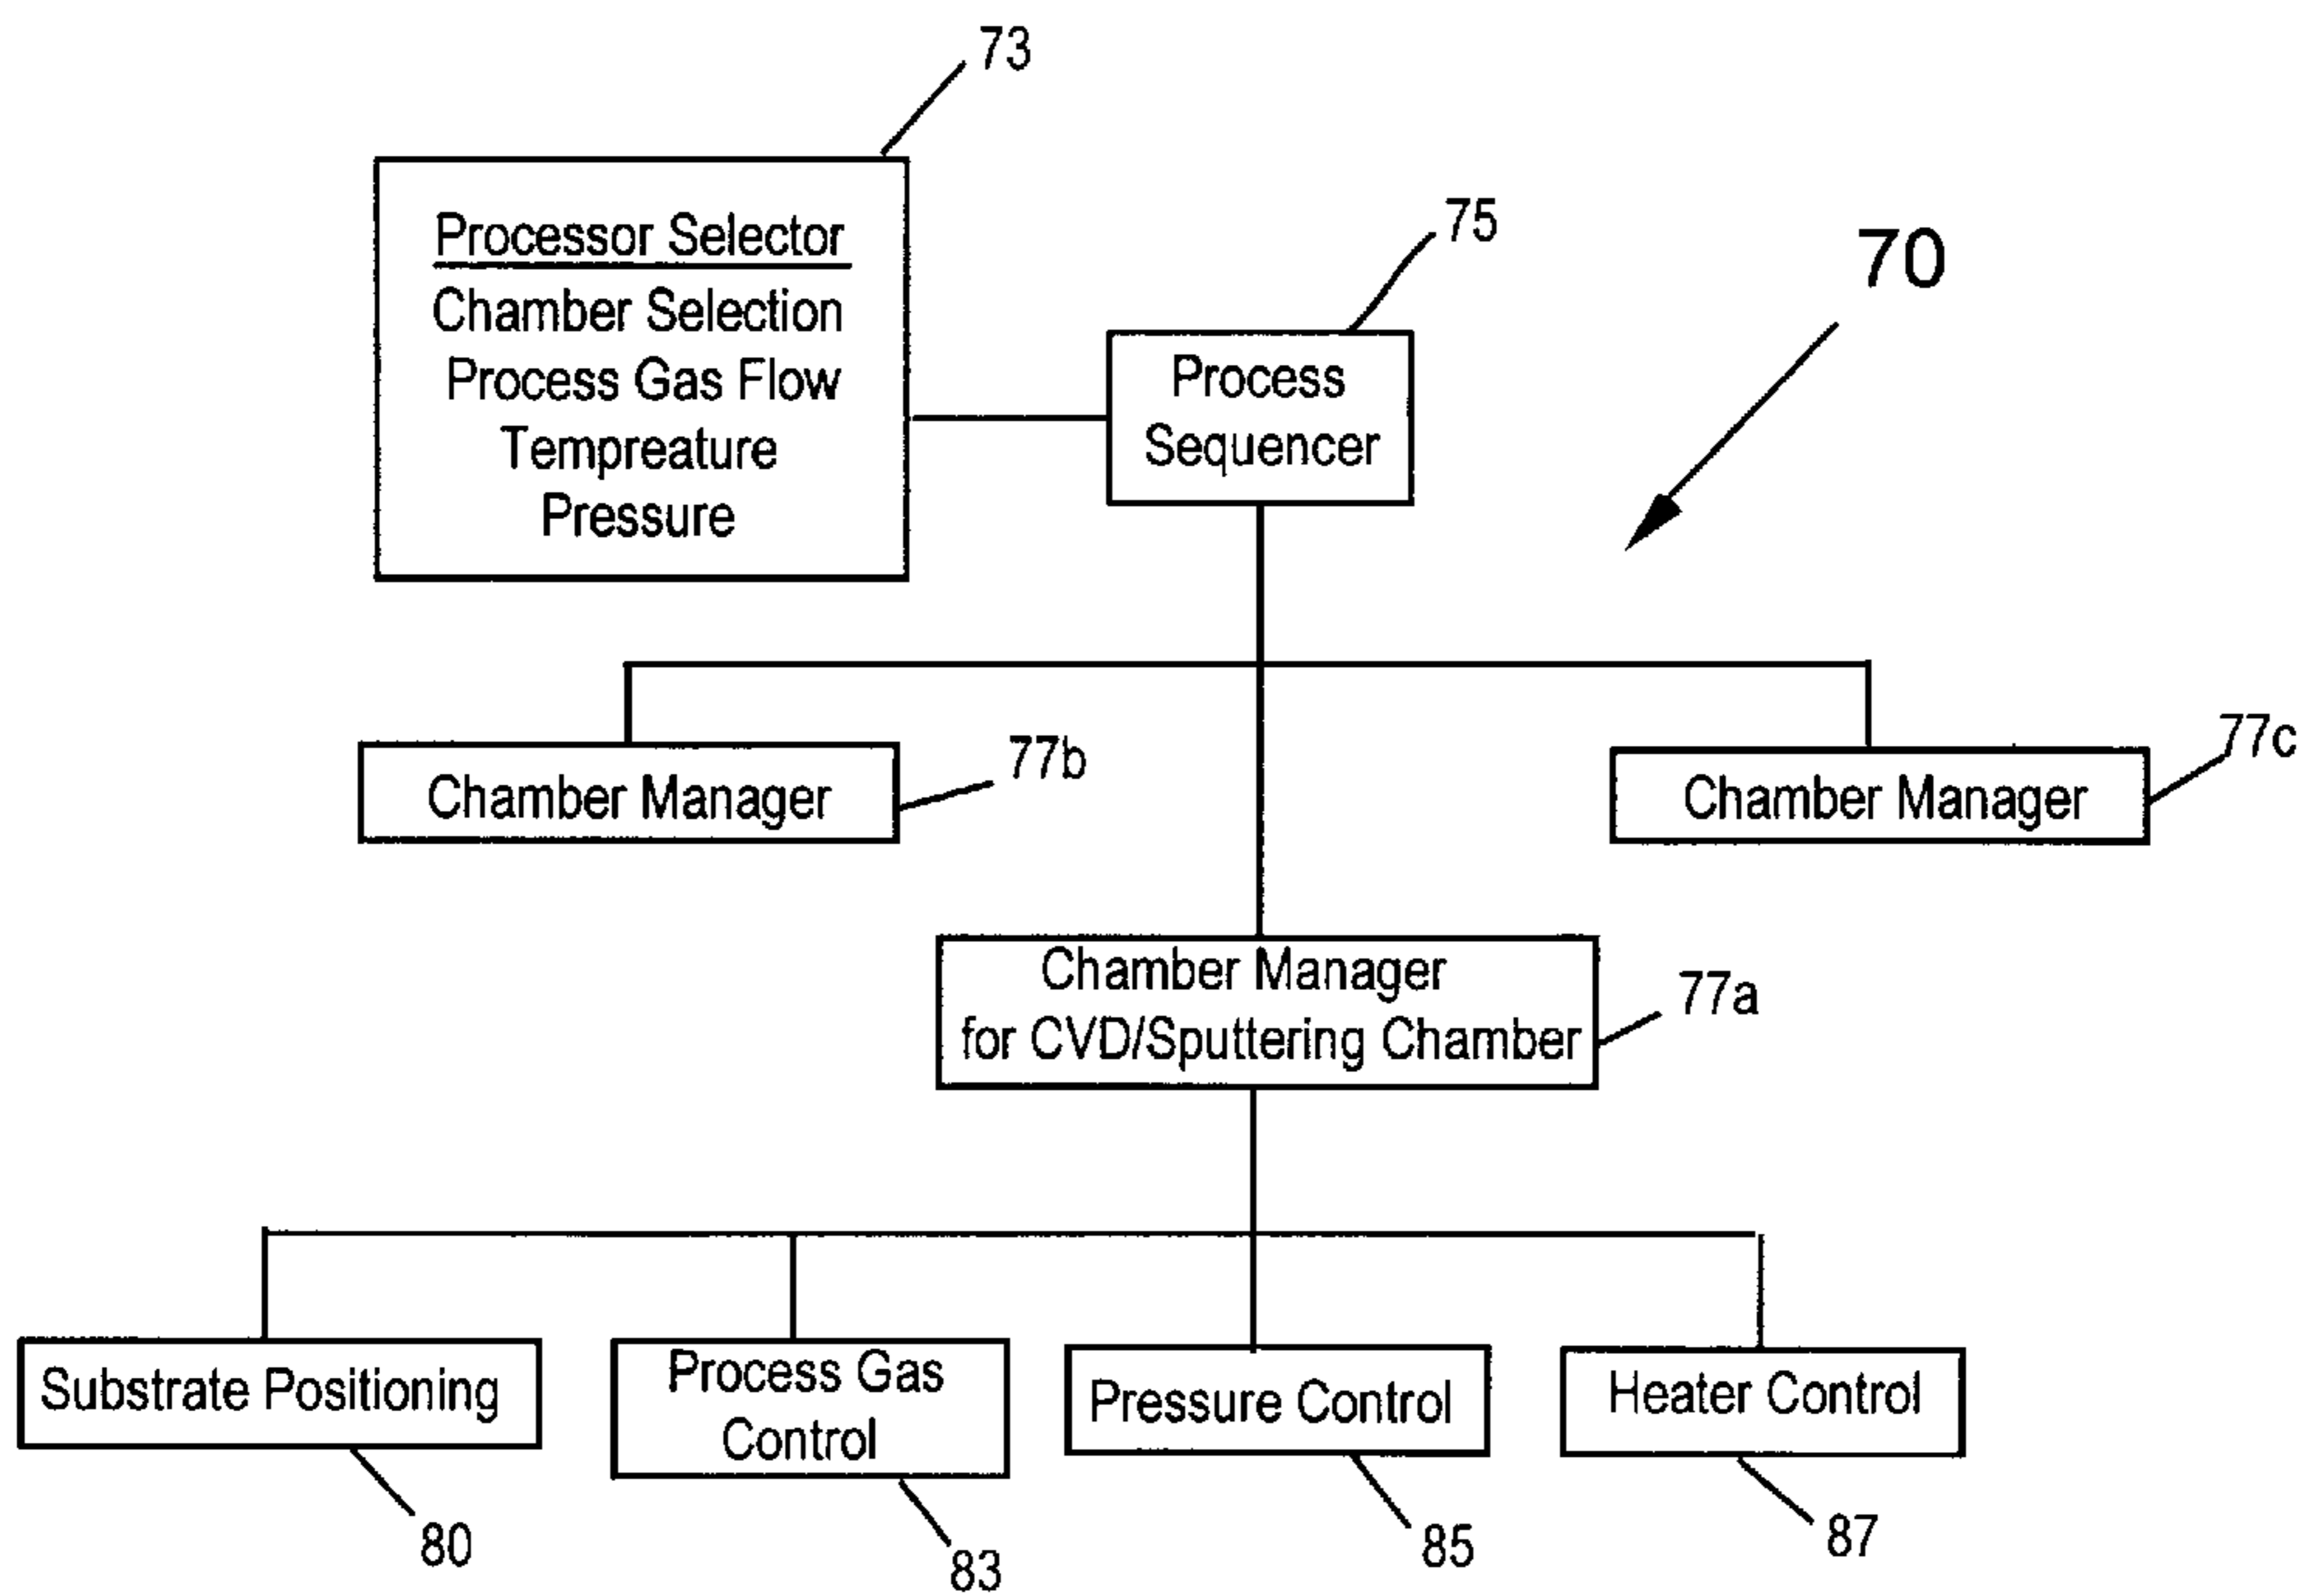 73
Processor Selector
Chamber Selection
Process Gas Flow
Tempreature
Pressure
75
Process
Sequencer
70
77b
Chamber Manager
77c
Chamber Manager
Chamber Manager
for CVD/Sputtering Chamber
77a
Substrate Positioning
80
Process Gas
Control
83
Pressure Control
85
Heater Control
87